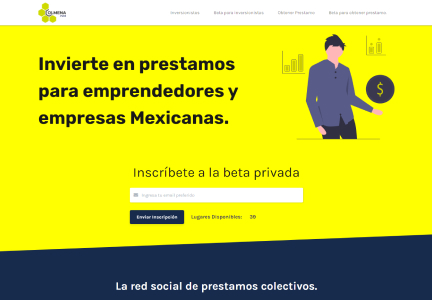 COLMENA
Inversionistas
Beta para inversionistas
Obtener Prestamo
Beta para obtener prestamo
Invierte en prestamos
para emprendedores y
empresas Mexicanas.
$
Inscríbete a la beta privada
Ingresa tu email preferido
Enviar Inscripción
Lugares Disponibles: 39
La red social de prestamos colectivos.